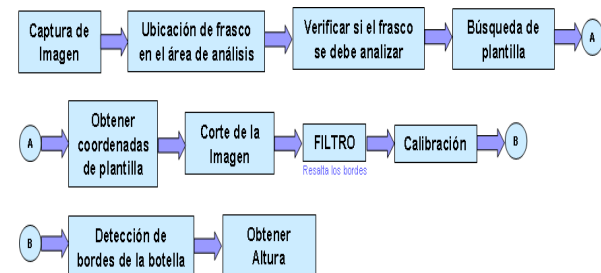 Captura de
Imagen
Ubicación de frasco
en el área de análisis
Verificar si el frasco
se debe analizar
Búsqueda de
plantilla
A
A
Obtener
coordenadas
de plantilla
Corte de la
Imagen
FILTRO
Resalta los bordes
Calibración
B
B
Detección de
bordes de la botella
Obtener
Altura